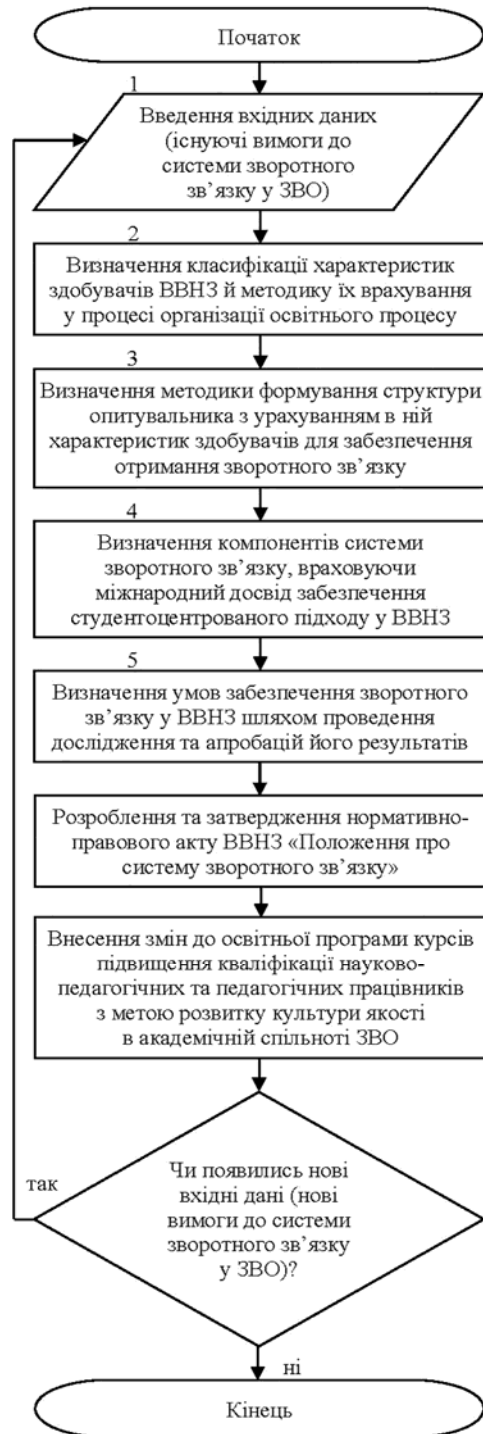 Початок
1
Введення вхідних даних
(існуючі вимоги до
системи зворотного
зв’язку у ЗВО)
2
Визначення класифікації характеристик
здобувачів ВВНЗ й методику їх врахування
у процесі організації освітнього процесу
3
Визначення методики формування структури
опитувальника з урахуванням в ній
характеристик здобувачів для забезпечення
отримання зворотного зв’язку
4
Визначення компонентів системи
зворотного зв’язку, враховуючи
міжнародний досвід забезпечення
студентоцентрованого підходу у ВВНЗ
5
Визначення умов забезпечення зворотного
зв’язку у ВВНЗ шляхом проведення
дослідження та апробацій його результатів
Розроблення та затвердження нормативно-
правового акту ВВНЗ «Положення про
систему зворотного зв’язку»
Внесення змін до освітньої програми курсів
підвищення кваліфікації науково-
педагогічних та педагогічних працівників
з метою розвитку культури якості
в академічній спільноті ЗВО
Чи появились нові
вхідні дані (нові
вимоги до системи
зворотного зв’язку
у ЗВО)?
так
ні
Кінець